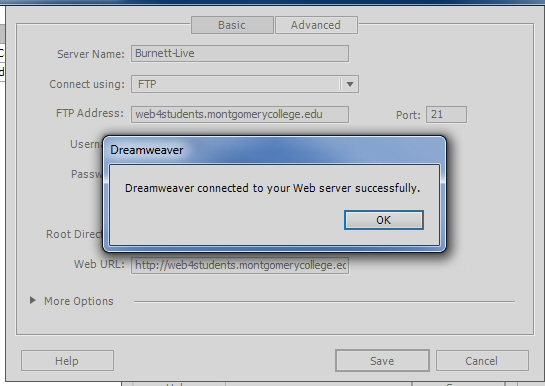 Basic Advanced
Server Name: Burnett-Live
Connect using: FTP
FTP Address: web4students.montgomerycollege.edu Port: 21
Userna
Dreamweaver
Passw
Dreamweaver connected to your Web server successfully.
OK
Root Direct
Web URL: http://web4students.montgomerycollege.ec
More Options
Help Save Cancel